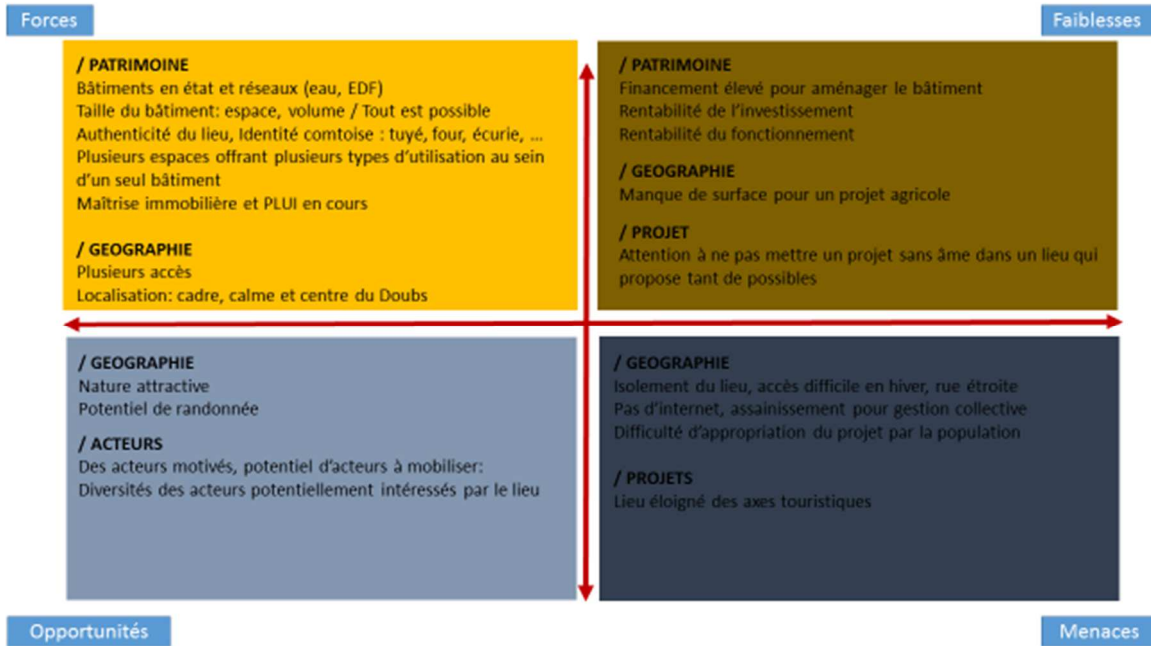 Forces
Faiblesses
/ PATRIMOINE
Bâtiments en état et réseaux (eau, EDF)
Taille du bâtiment: espace, volume / Tout est possible
Authenticité du lieu, Identité comtoise : tuyé, four, écurie, ...
Plusieurs espaces offrant plusieurs types d'utilisation au sein
d'un seul bâtiment
Maîtrise immobilière et PLUI en cours
/ GEOGRAPHIE
Plusieurs accès
Localisation: cadre, calme et centre du Doubs
/ PATRIMOINE
Financement élevé pour aménager le bâtiment
Rentabilité de l'investissement
Rentabilité du fonctionnement
/ GEOGRAPHIE
Manque de surface pour un projet agricole
/ PROJET
Attention à ne pas mettre un projet sans âme dans un lieu qui
propose tant de possibles
/ GEOGRAPHIE
Nature attractive
Potentiel de randonnée
/ ACTEURS
Des acteurs motivés, potentiel d'acteurs à mobiliser:
Diversités des acteurs potentiellement intéressés par le lieu
/ GEOGRAPHIE
Isolement du lieu, accès difficile en hiver, rue étroite
Pas d'internet, assainissement pour gestion collective
Difficulté d'appropriation du projet par la population
/ PROJETS
Lieu éloigné des axes touristiques
Opportunités
Menaces